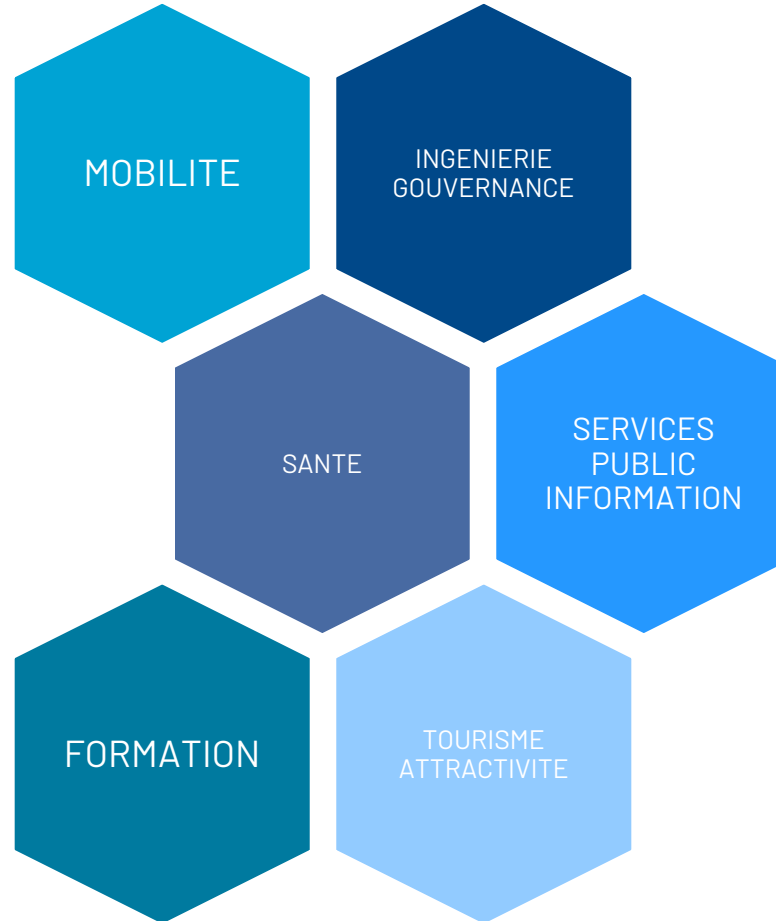 MOBILITE
INGENIERIE
GOUVERNANCE
SANTE
SERVICES
PUBLIC
INFORMATION
FORMATION
TOURISME
ATTRACTIVITE